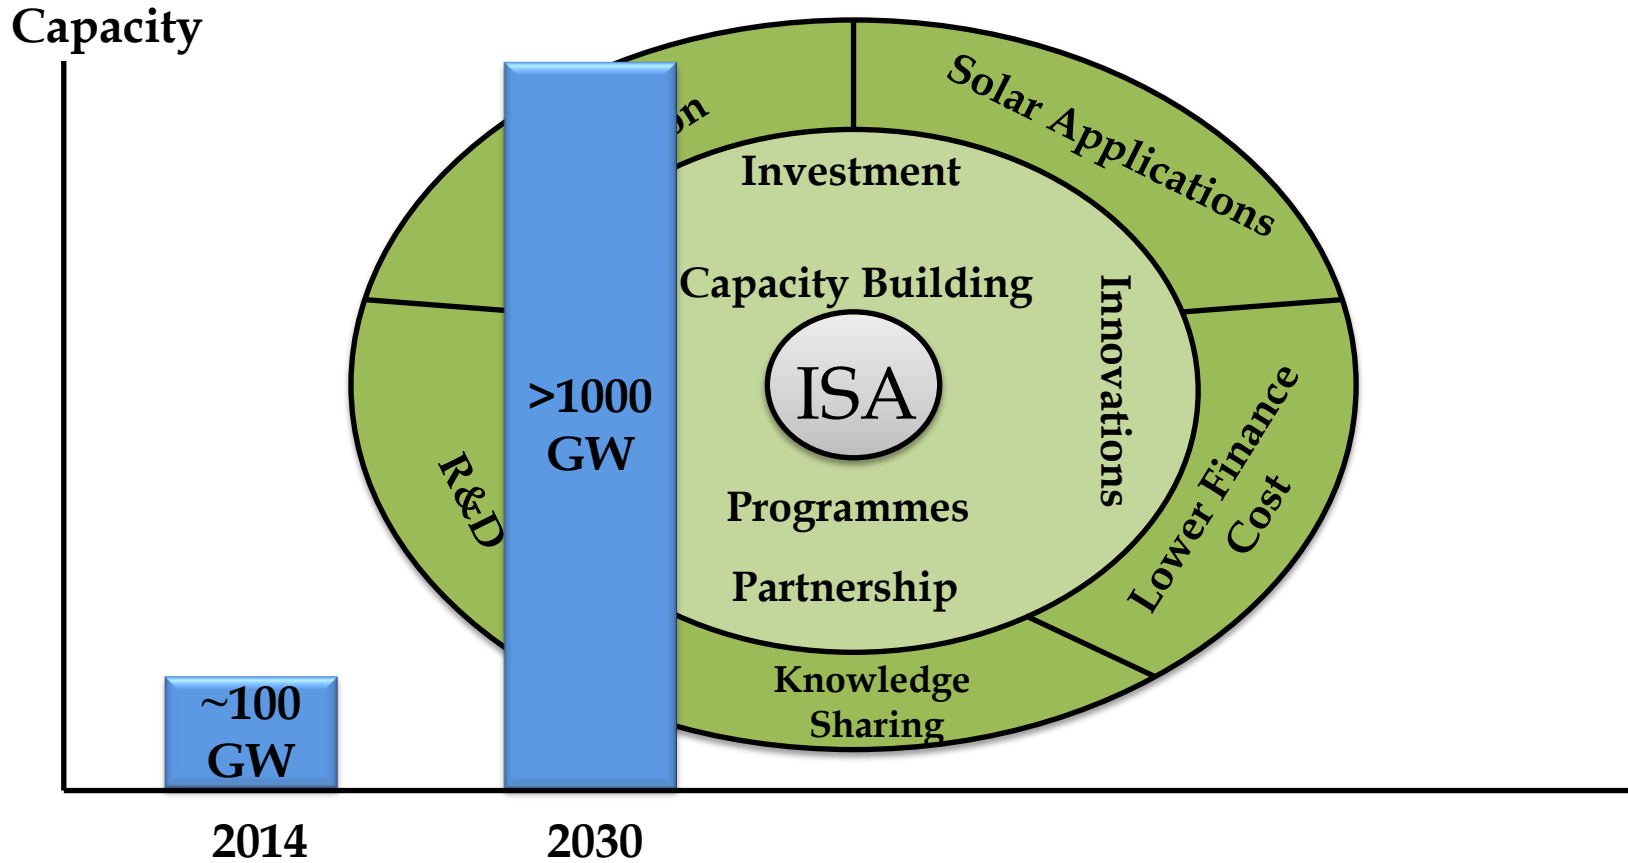 Capacity
Solar Applications
Investment
Capacity Building
Innovations
ISA
>1000
GW
R&D
Lower Finance
Cost
Programmes
Partnership
Knowledge
Sharing
~100
GW
2014
2030